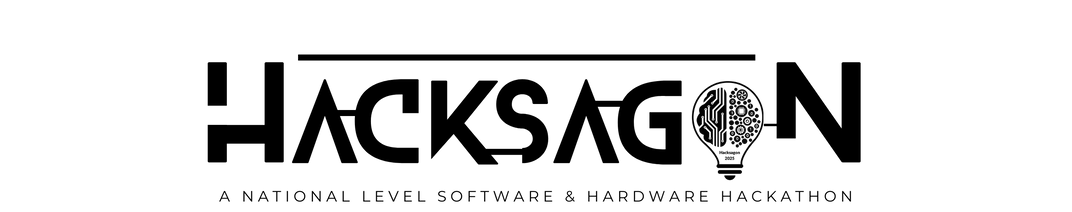 HACKSAGON
Hacksagon
2025
A NATIONAL LEVEL SOFTWARE & HARDWARE HACKATHON